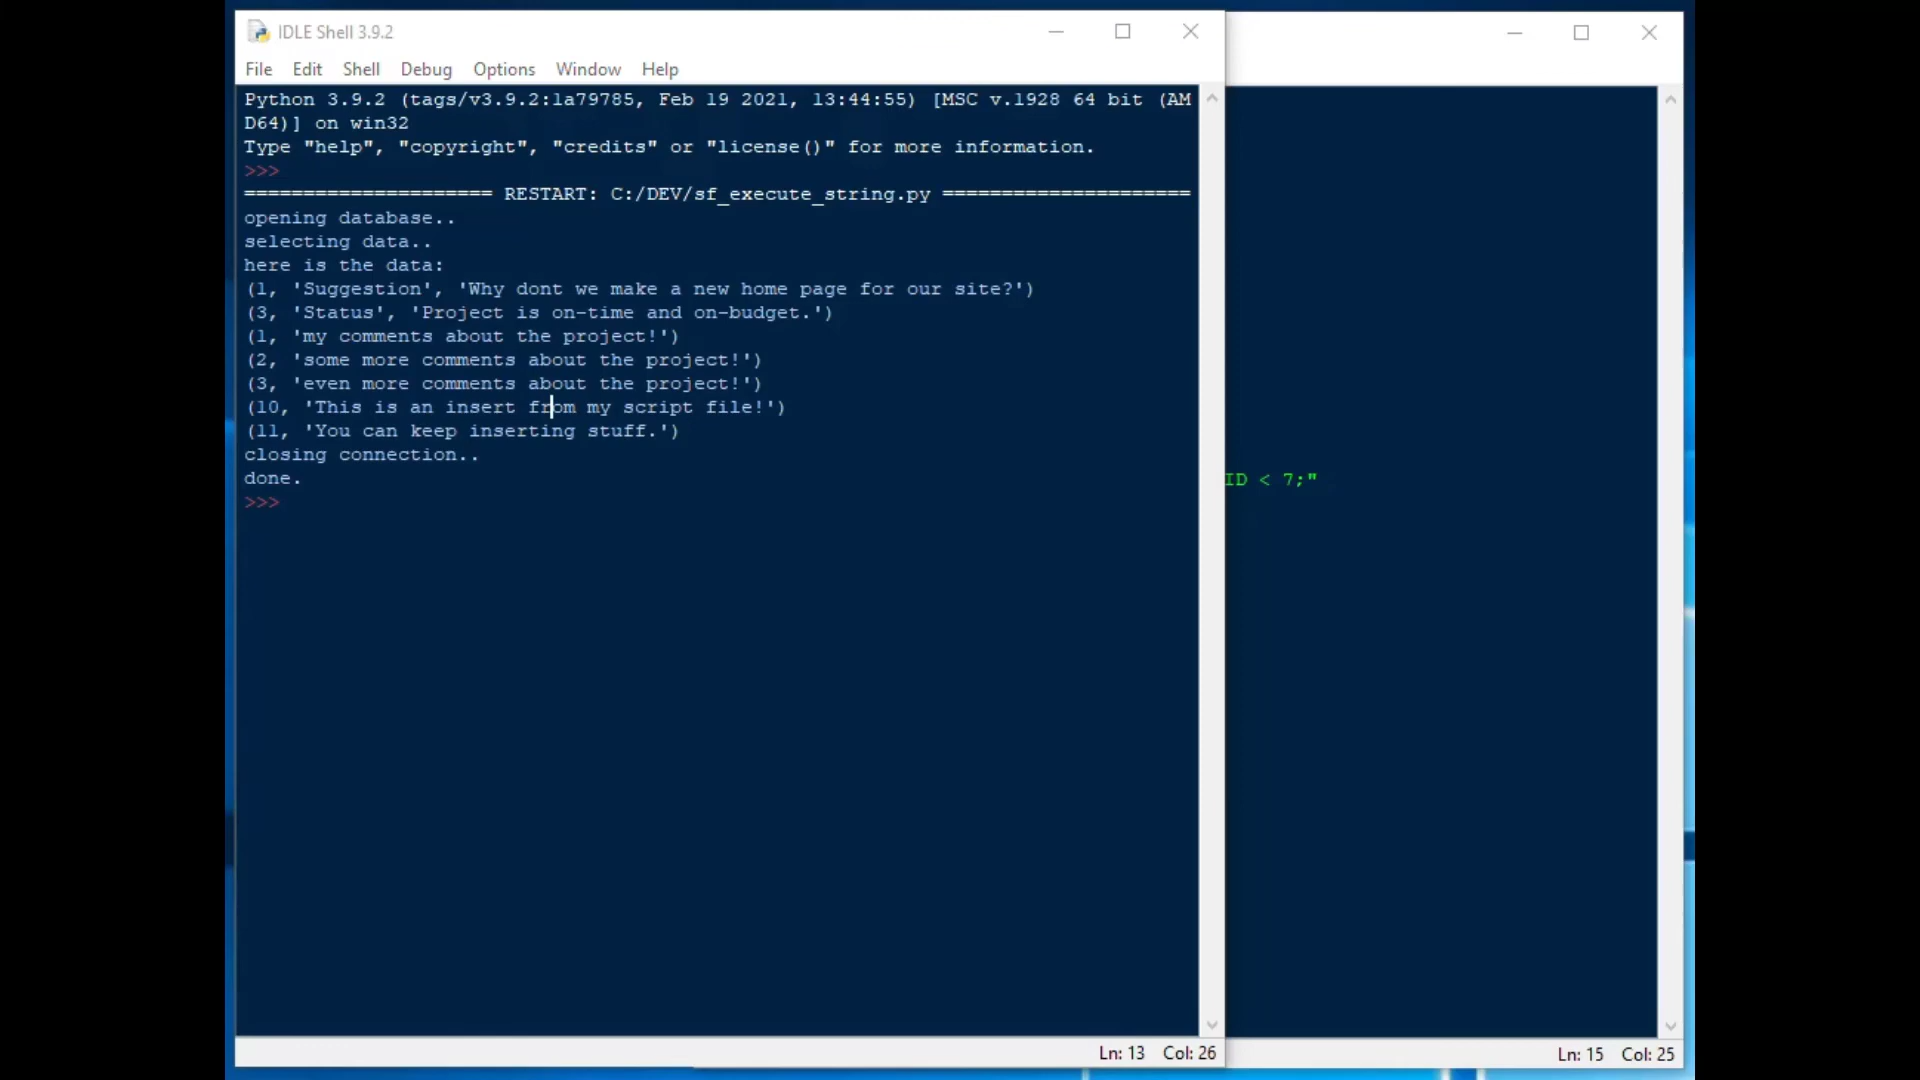 IDLE Shell 3.9.2
File Edit Shell Debug Options Window Help
Python 3.9.2 (tags/v3.9.2:1a79785, Feb 19 2021, 13:44:55) [MSC v.1928 64 bit (AM
D64)] on win32
Type "help", "copyright", "credits" or "license()" for more information.
>>>
===================== RESTART: C:/DEV/sf_execute_string.py =====================
opening database..
selecting data..
here is the data:
(1, 'Suggestion', 'Why dont we make a new home page for our site?')
(3, 'Status', 'Project is on-time and on-budget.')
(1, 'my comments about the project!')
(2, 'some more comments about the project!')
(3, 'even more comments about the project!')
(10, 'This is an insert from my script file!')
(11, 'You can keep inserting stuff.')
closing connection..
done.
>>>
ID < 7;"
Ln: 13 Col: 26
Ln: 15 Col: 25